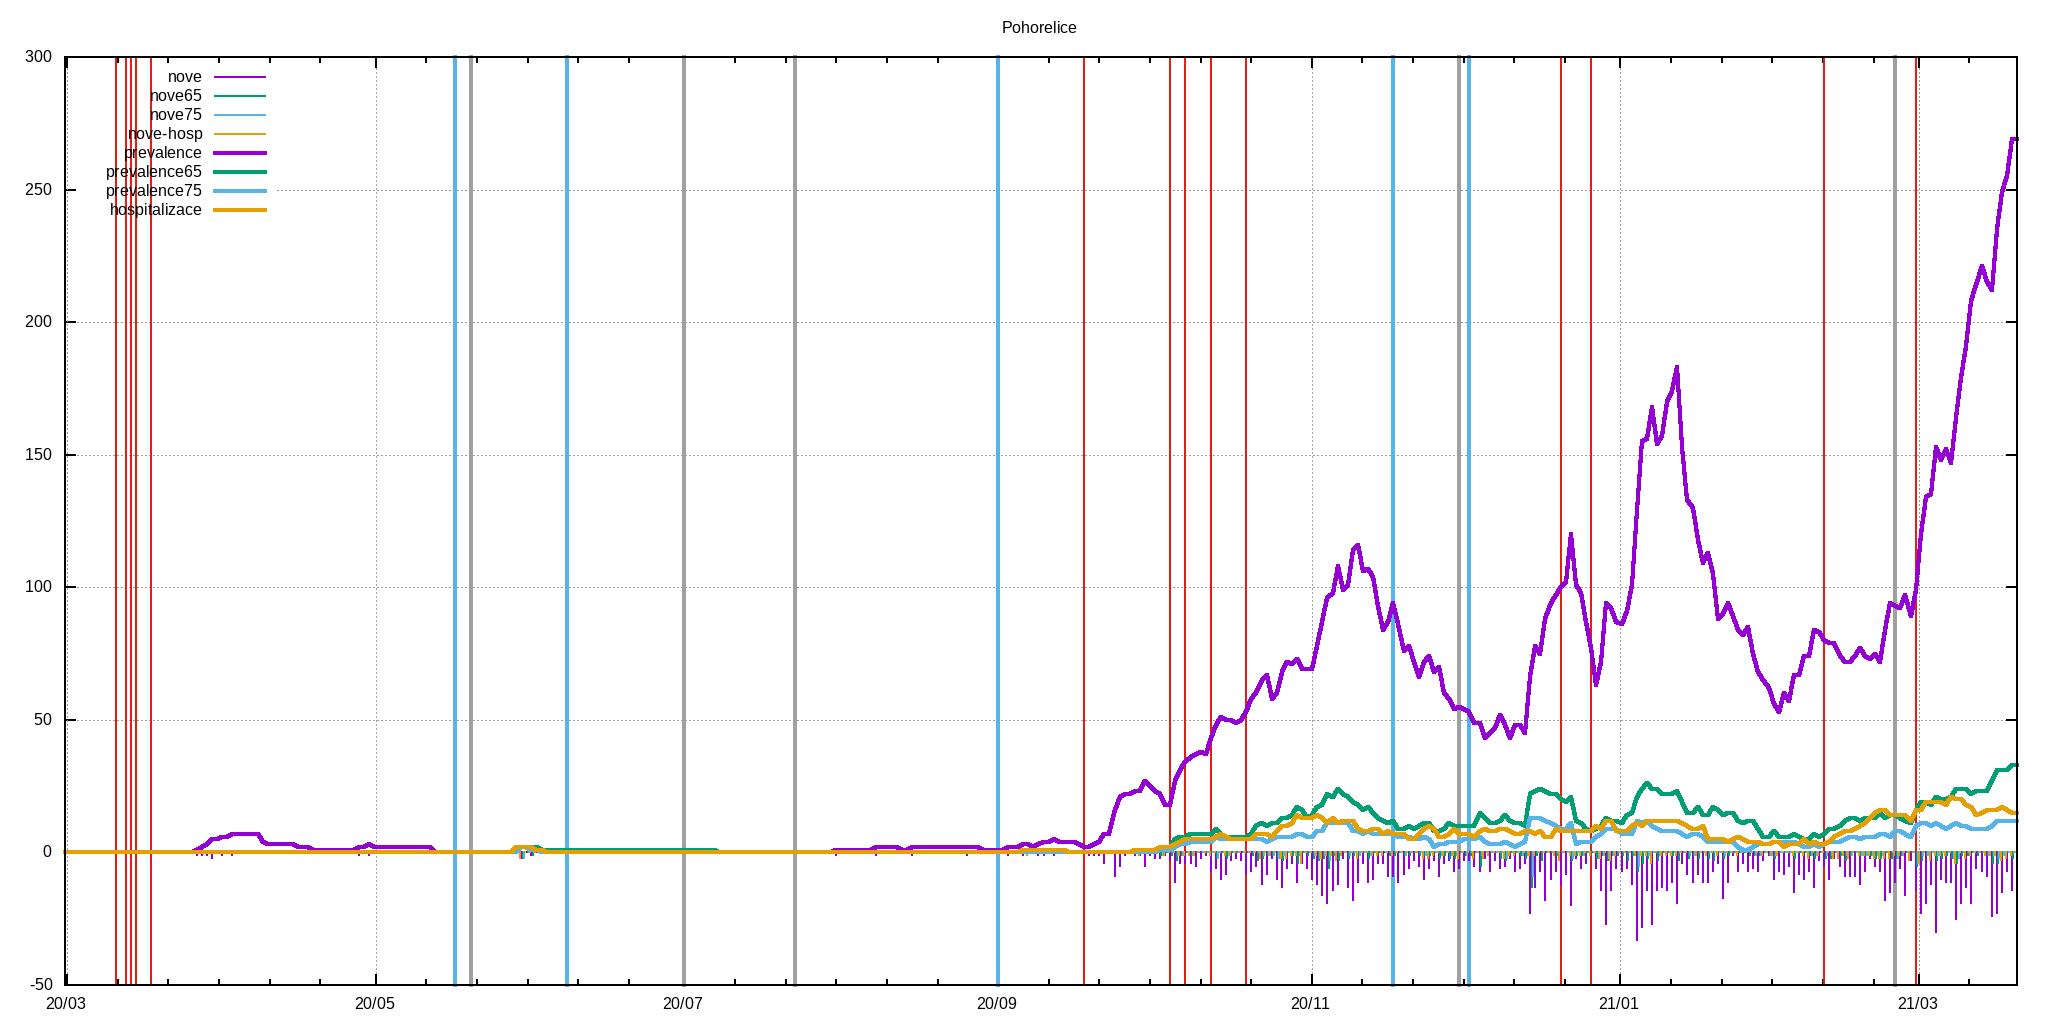 Pohorelice
300
250
200
150
100
50
0
-50
nove
nove65
nove75
nove-hosp
prevalence
prevalence65
prevalence75
hospitalizace
20/03 20/05 20/07 20/09 20/11 21/01 21/03